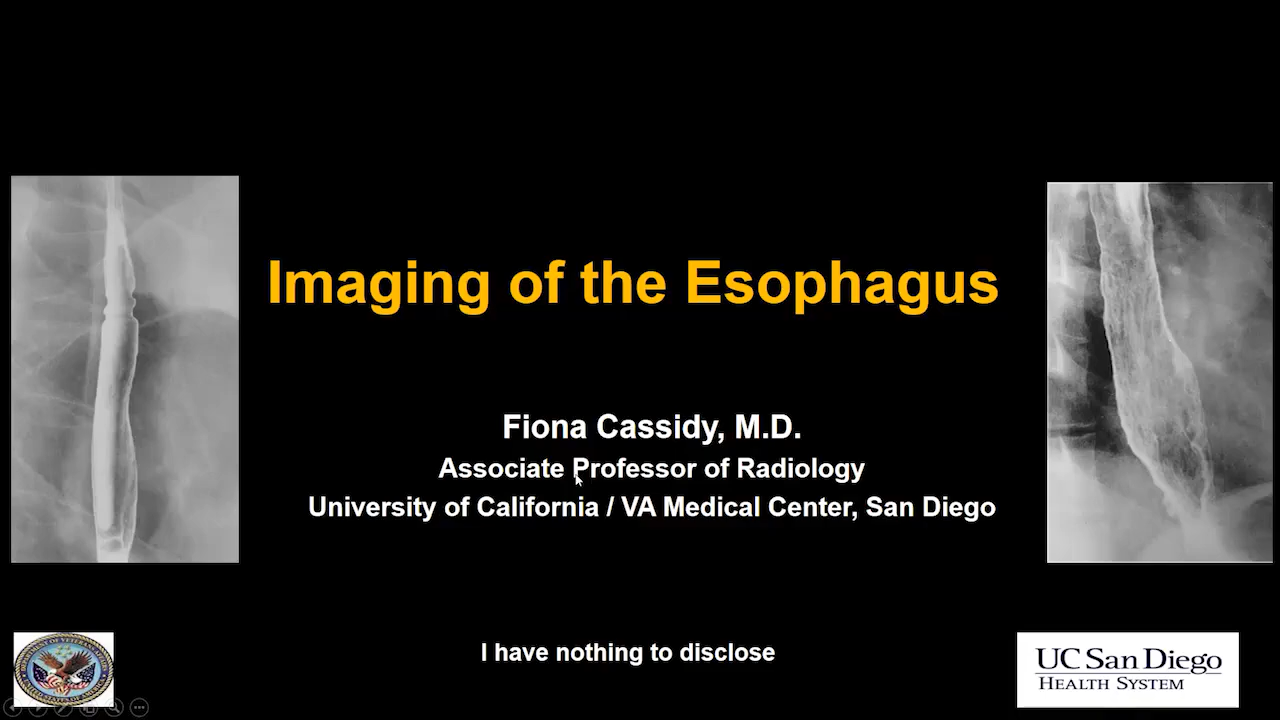 Imaging of the Esophagus
Fiona Cassidy, M.D.
Associate Professor of Radiology
University of California / VA Medical Center, San Diego
I have nothing to disclose
UC San Diego
HEALTH SYSTEM